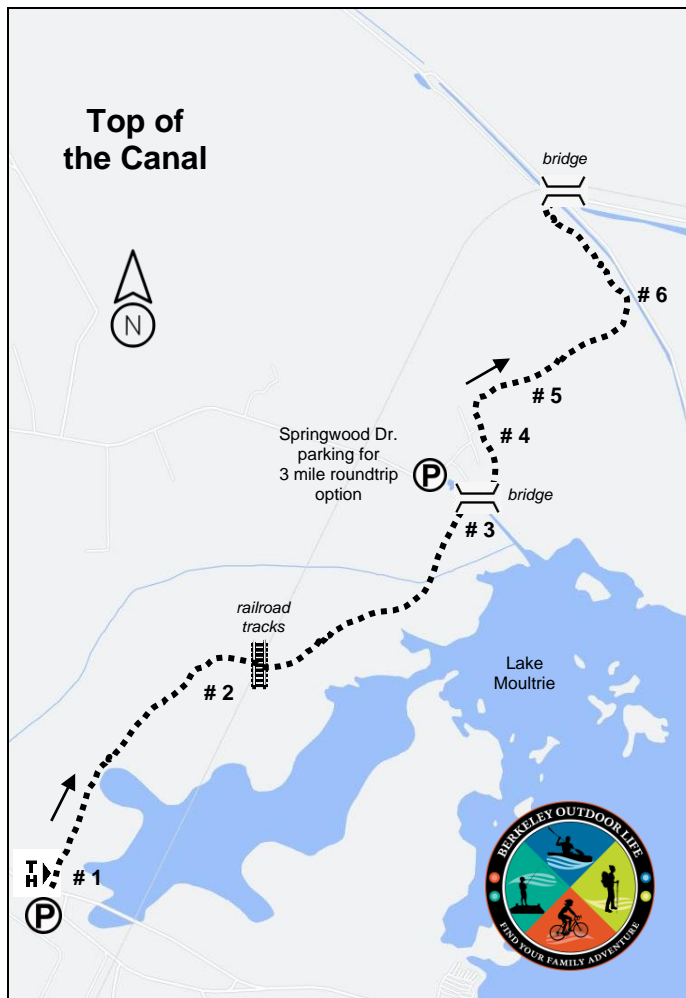 Top of
the Canal
bridge
N
# 6
# 5
# 4
Springwood Dr.
parking for
3 mile roundtrip
option
P
bridge
# 3
railroad
tracks
Lake
Moultrie
# 2
TH
# 1
P
BERKELEY OUTDOOR LIFE
FIND YOUR FAMILY ADVENTURE